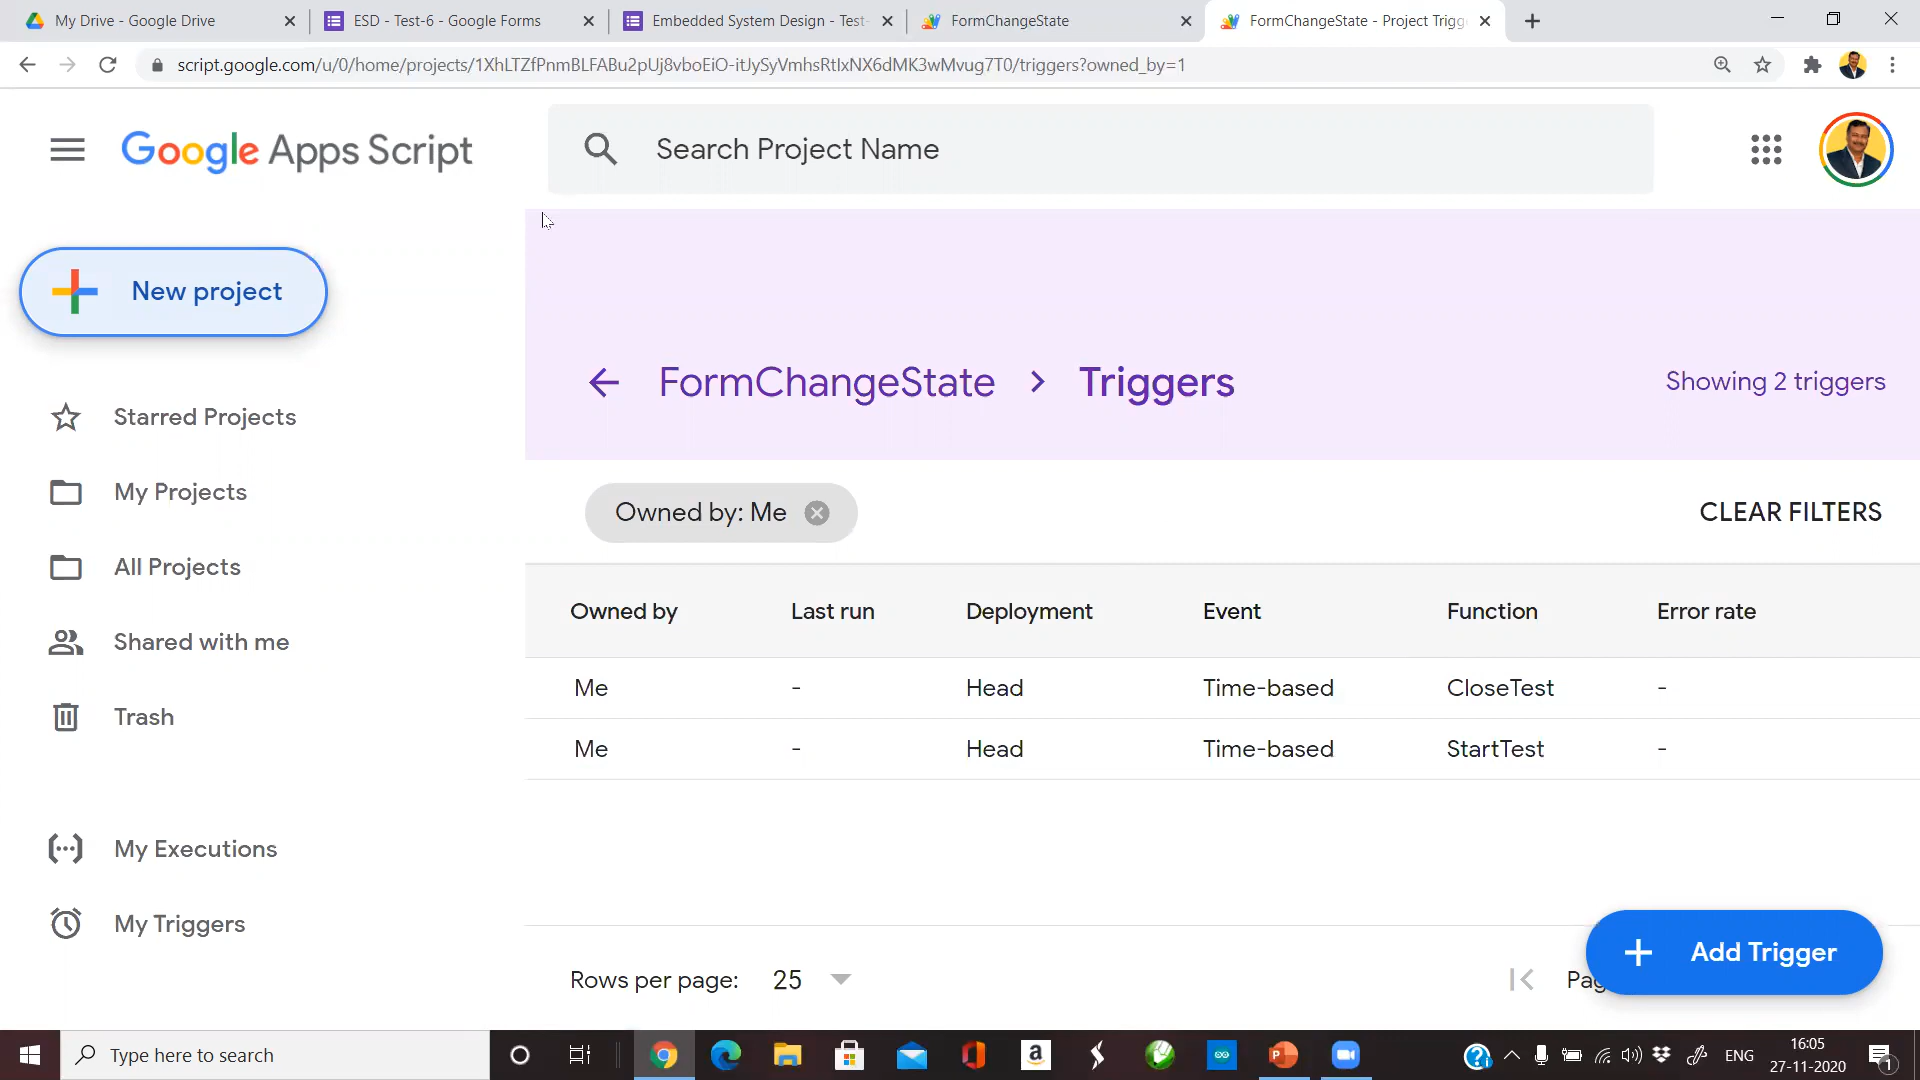 My Drive - Google Drive
ESD - Test-6 - Google Forms
Embedded System Design - Test-
FormChangeState
FormChangeState - Project Trigg
script.google.com/u/0/home/projects/1XhLTZfPnmBLFABu2pUj8vboEiO-itJySyVmhsRtIxNX6dMK3wMvug7T0/triggers?owned_by=1
Google Apps Script
Search Project Name
New project
FormChangeState > Triggers
Showing 2 triggers
Starred Projects
My Projects
All Projects
Shared with me
Trash
My Executions
My Triggers
Owned by: Me
CLEAR FILTERS
Owned by Last run Deployment Event Function Error rate
Me - Head Time-based CloseTest -
Me - Head Time-based StartTest -
Rows per page: 25
Pag
Add Trigger
Type here to search
ENG
16:05
27-11-2020
1